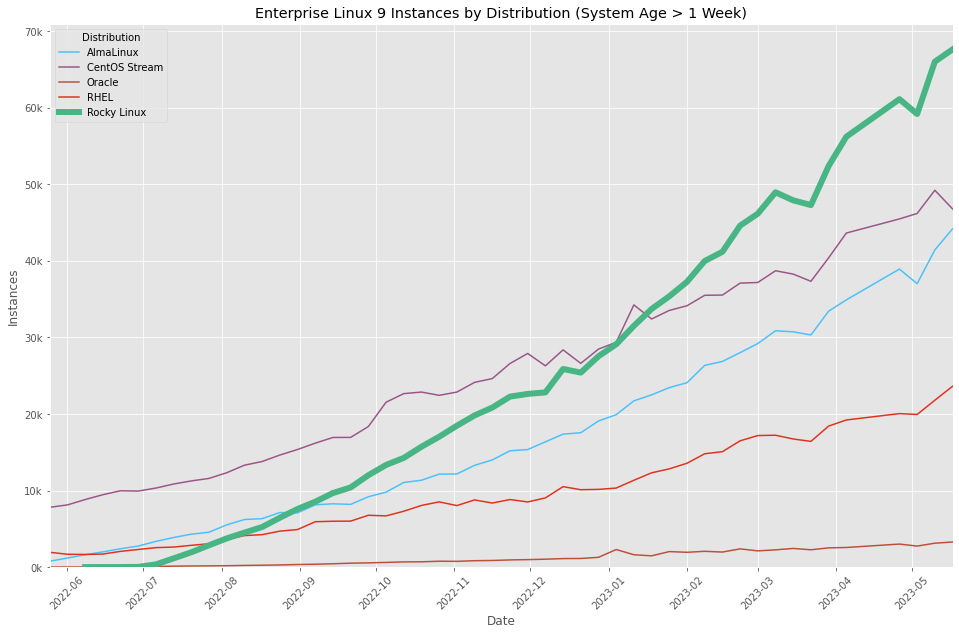 Enterprise Linux 9 Instances by Distribution (System Age > 1 Week)
Distribution
AlmaLinux
CentOS Stream
Oracle
RHEL
Rocky Linux
70k
60k
50k
40k
30k
20k
10k
0k
Instances
2022-06
2022-07
2022-08
2022-09
2022-10
2022-11
2022-12
2023-01
2023-02
2023-03
2023-04
2023-05
Date